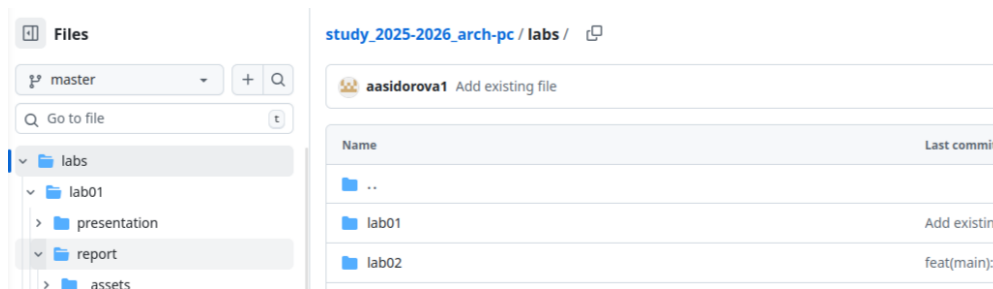 Files
master
Go to file
t
labs
lab01
presentation
report
assets
study_2025-2026_arch-pc / labs /
aasidorova1 Add existing file
Name Last commi
..
lab01 Add existin
lab02 feat(main):